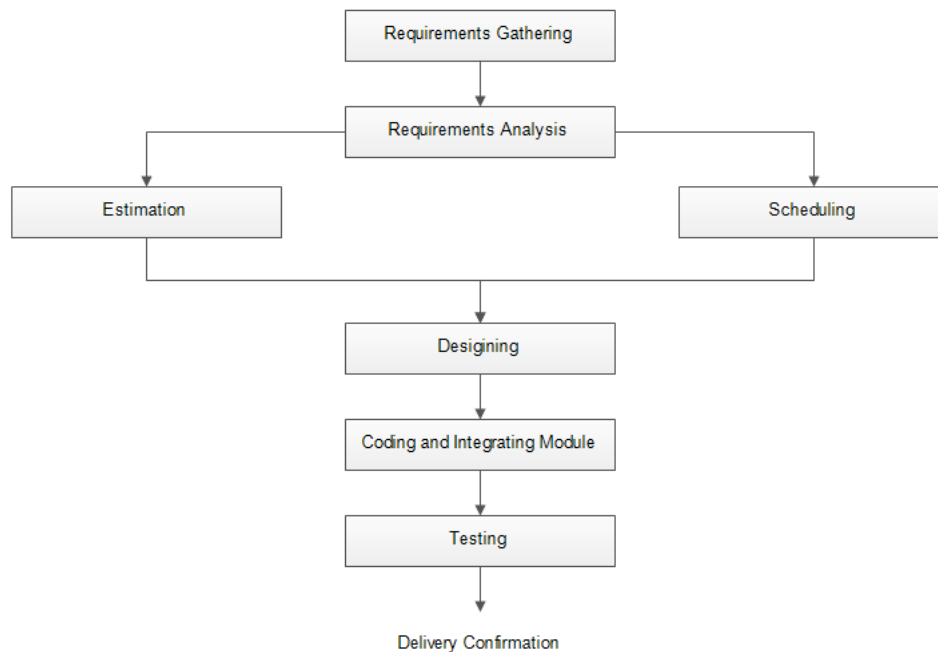 Requirements Gathering
Requirements Analysis
Estimation
Scheduling
Desigining
Coding and Integrating Module
Testing
Delivery Confirmation